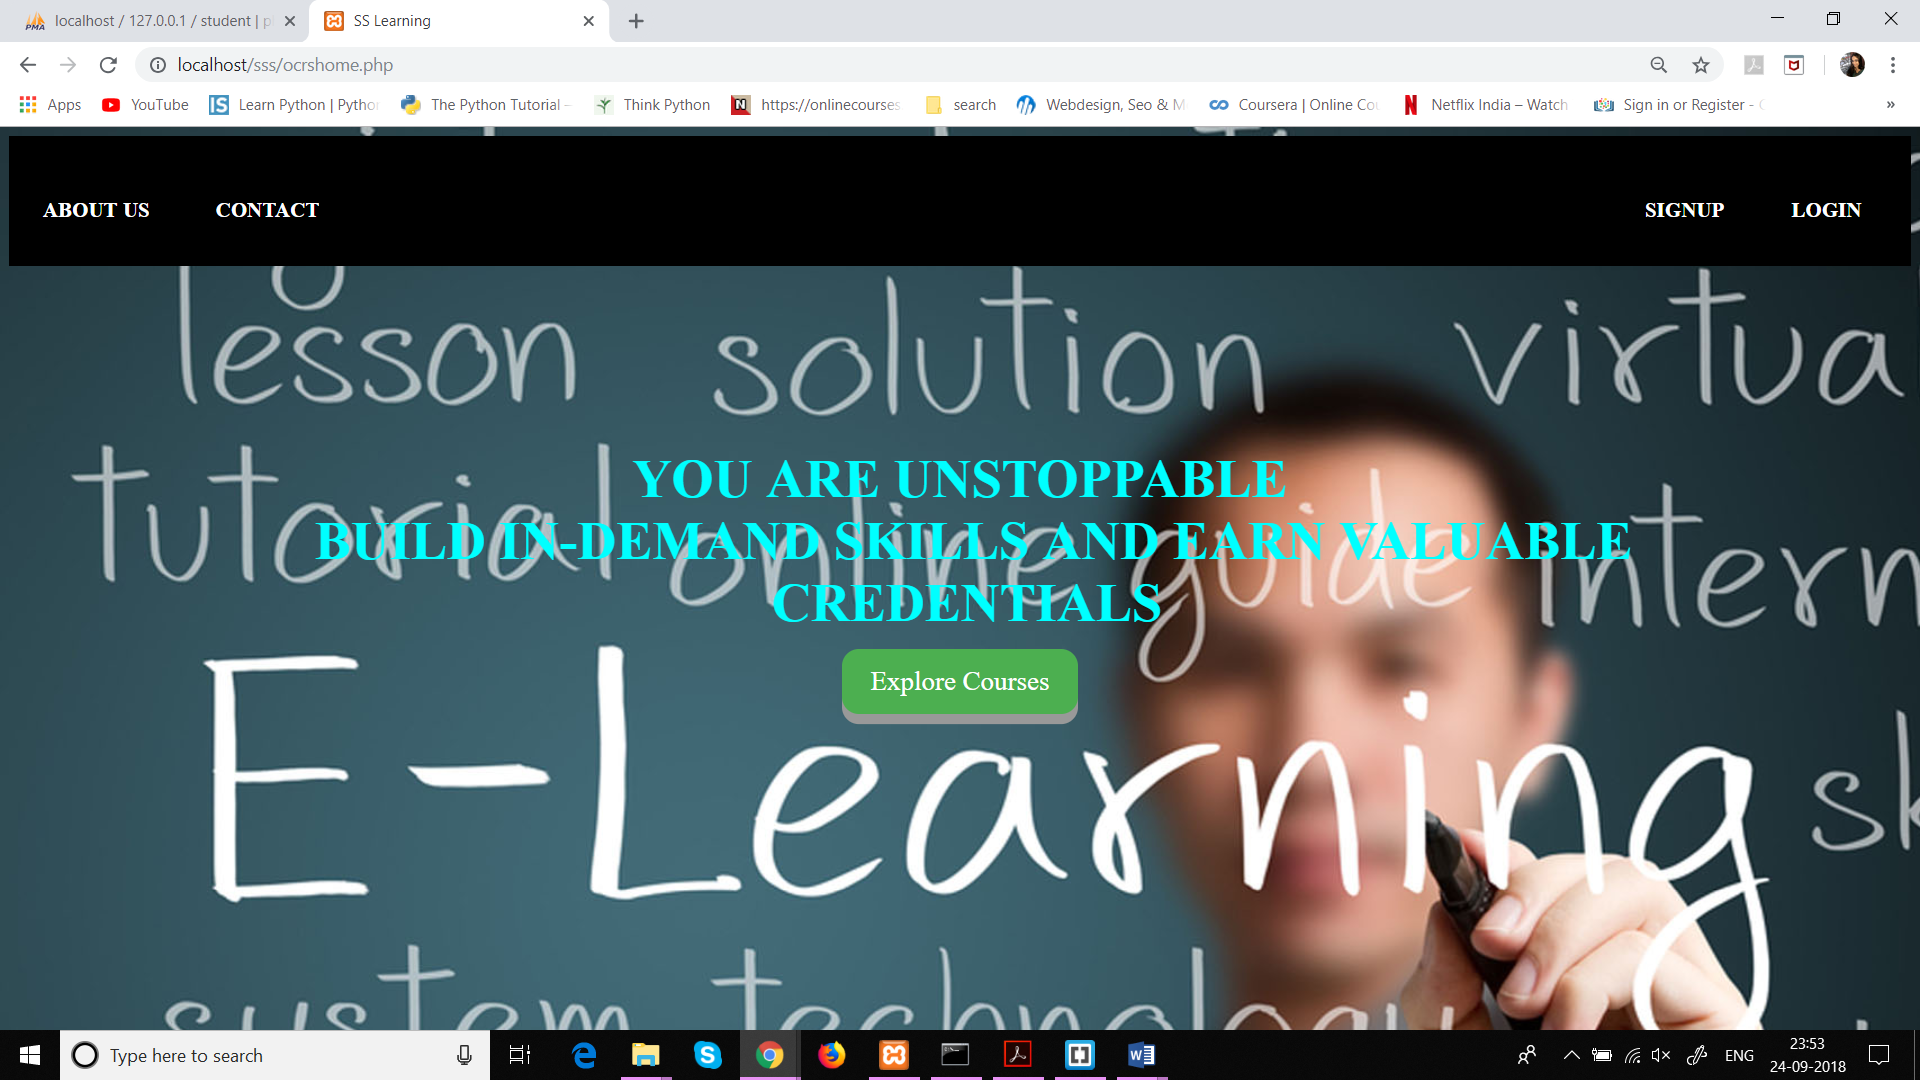 localhost / 127.0.0.1 / student | p
SS Learning
localhost/sss/ocrshome.php
Apps
YouTube
Learn Python | Pytho
The Python Tutorial –
Think Python
https://onlinecourses
search
Webdesign, Seo & M
Coursera | Online Co
Netflix India – Watch
Sign in or Register -
»
ABOUT US
CONTACT
SIGNUP
LOGIN
lesson solution virtua
YOU ARE UNSTOPPABLE
tutorial online guide intern
BUILD IN-DEMAND SKILLS AND EARN VALUABLE
CREDENTIALS
Explore Courses
E-Learning
sk
system technology
Type here to search
ENG
23:53
24-09-2018